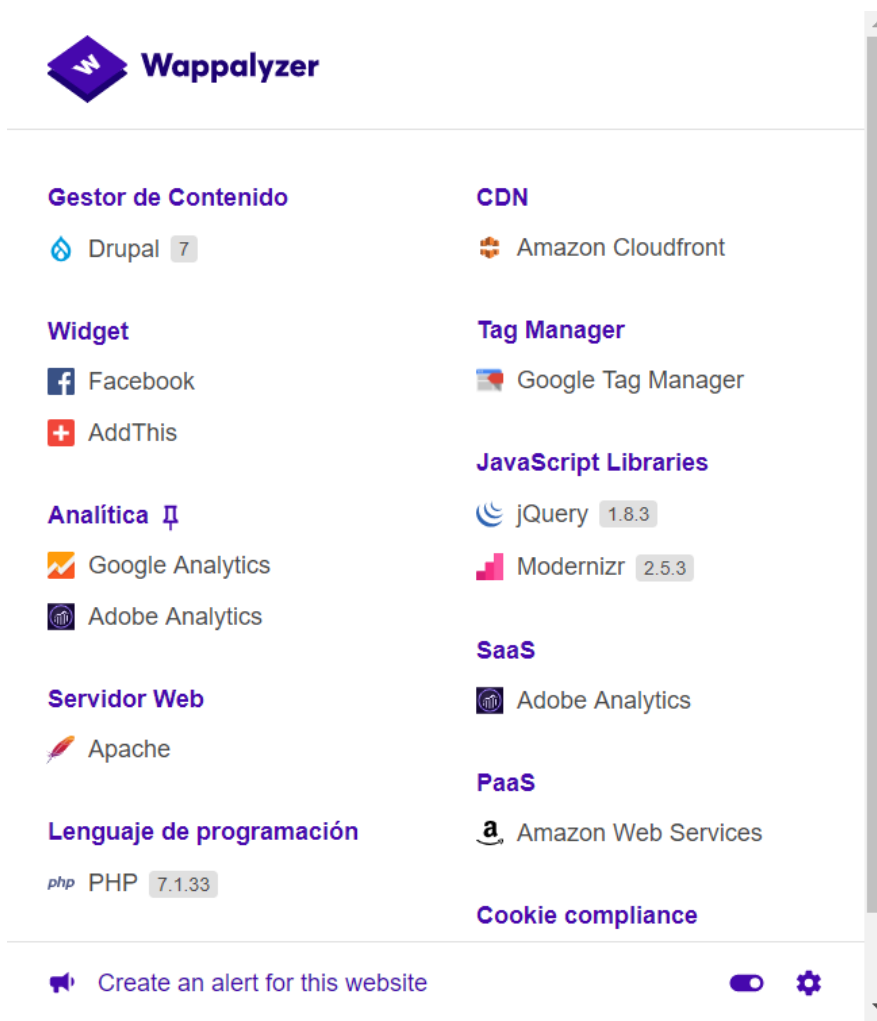 Wappalyzer
Gestor de Contenido
Drupal 7
Widget
Facebook
AddThis
Analítica
Google Analytics
Adobe Analytics
Servidor Web
Apache
Lenguaje de programación
php PHP 7.1.33
CDN
Amazon Cloudfront
Tag Manager
Google Tag Manager
JavaScript Libraries
jQuery 1.8.3
Modernizr 2.5.3
SaaS
Adobe Analytics
PaaS
Amazon Web Services
Cookie compliance
Create an alert for this website